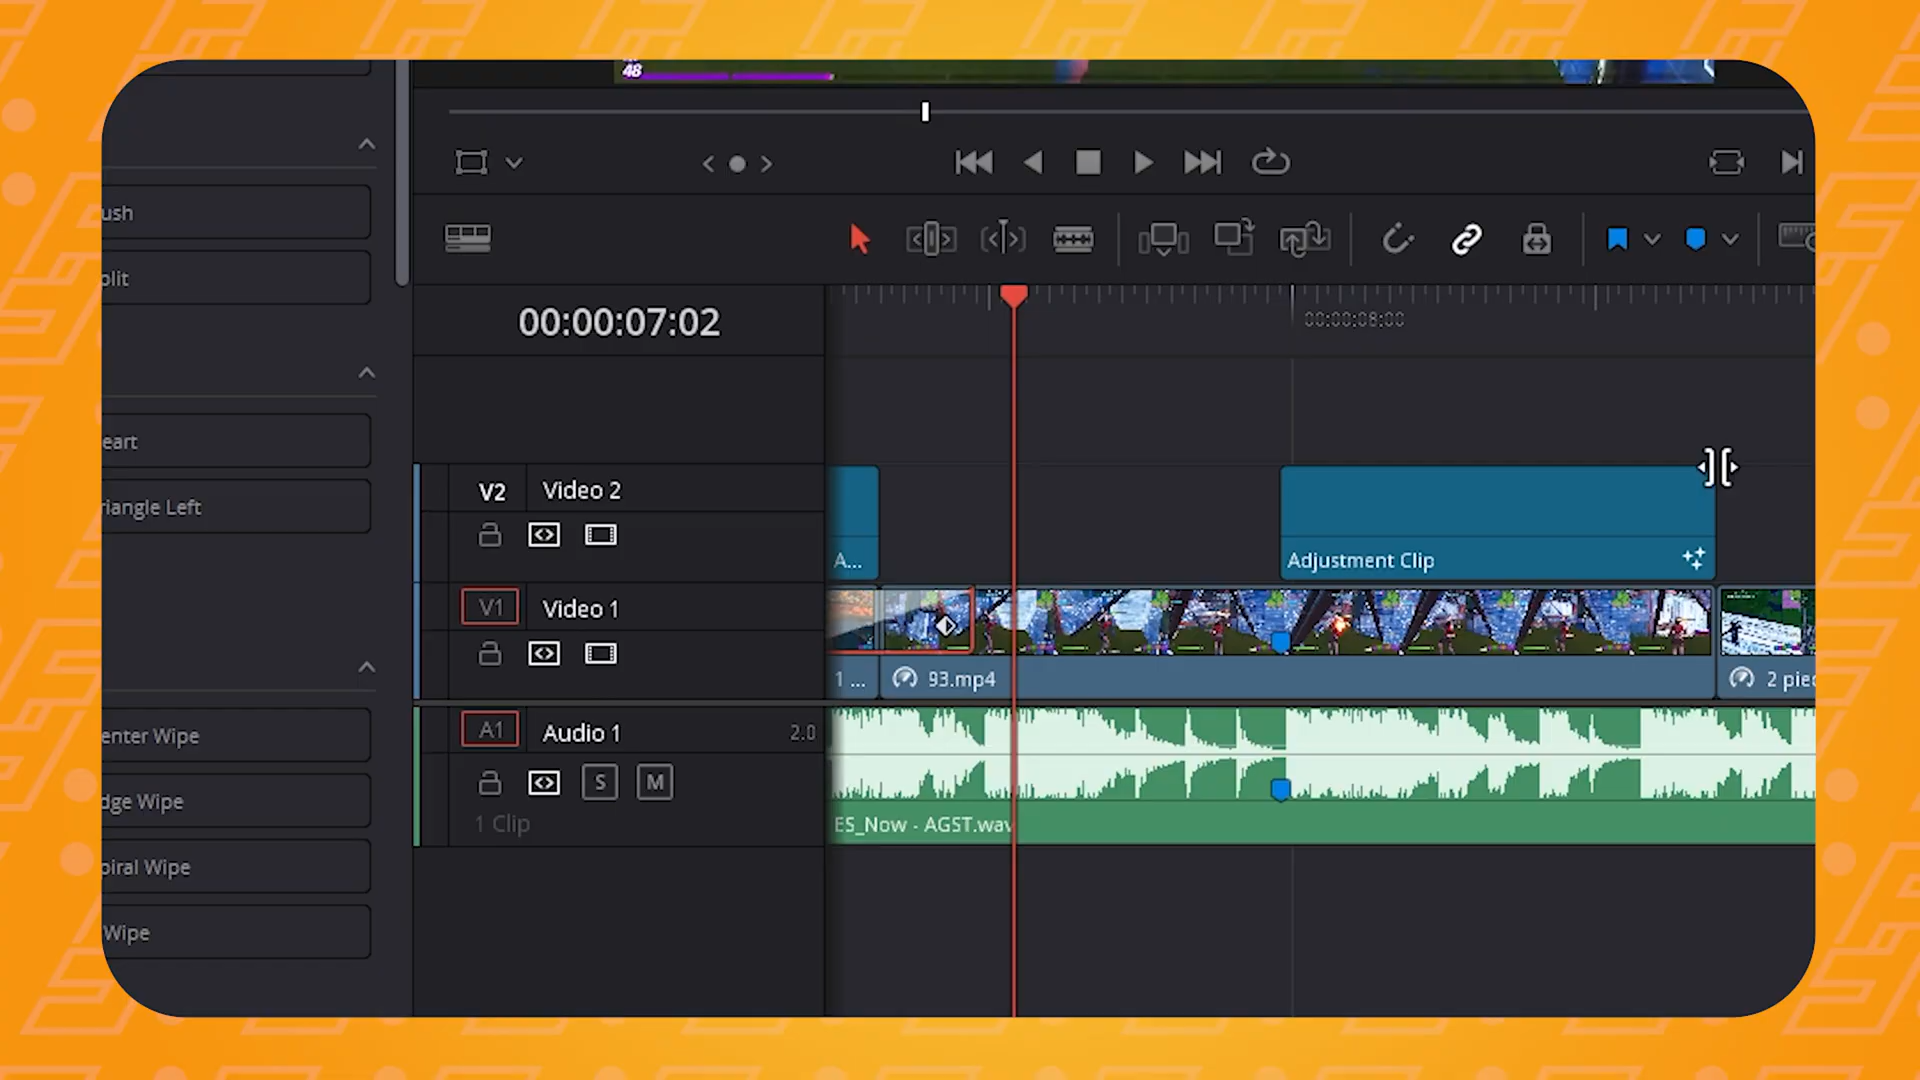 48
ush
plit
eart
riangle Left
enter Wipe
dge Wipe
piral Wipe
Wipe
00:00:07:02
00:00:08:00
V2 Video 2
A...
Adjustment Clip
V1 Video 1
1 ...
93.mp4
2 piec
A1 Audio 1 2.0
S M
1 Clip
ES_Now - AGST.wav